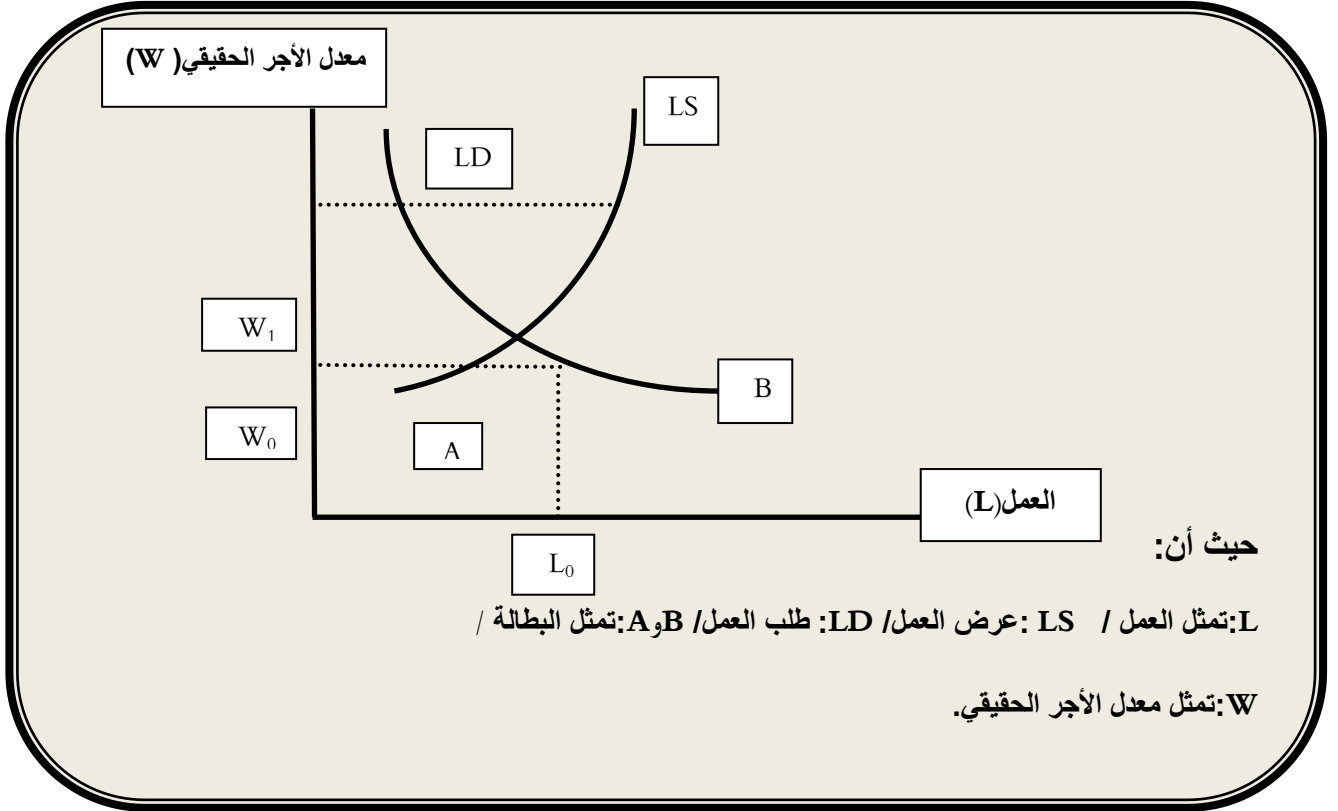 معدل الأجر الحقيقي( W)
LS
LD
W₁
B
W₀
A
العمل(L)
L₀
حيث أن:
L:تمثل العمل / LS :عرض العمل/ LD: طلب العمل/ BوA:تمثل البطالة /
W:تمثل معدل الأجر الحقيقي.